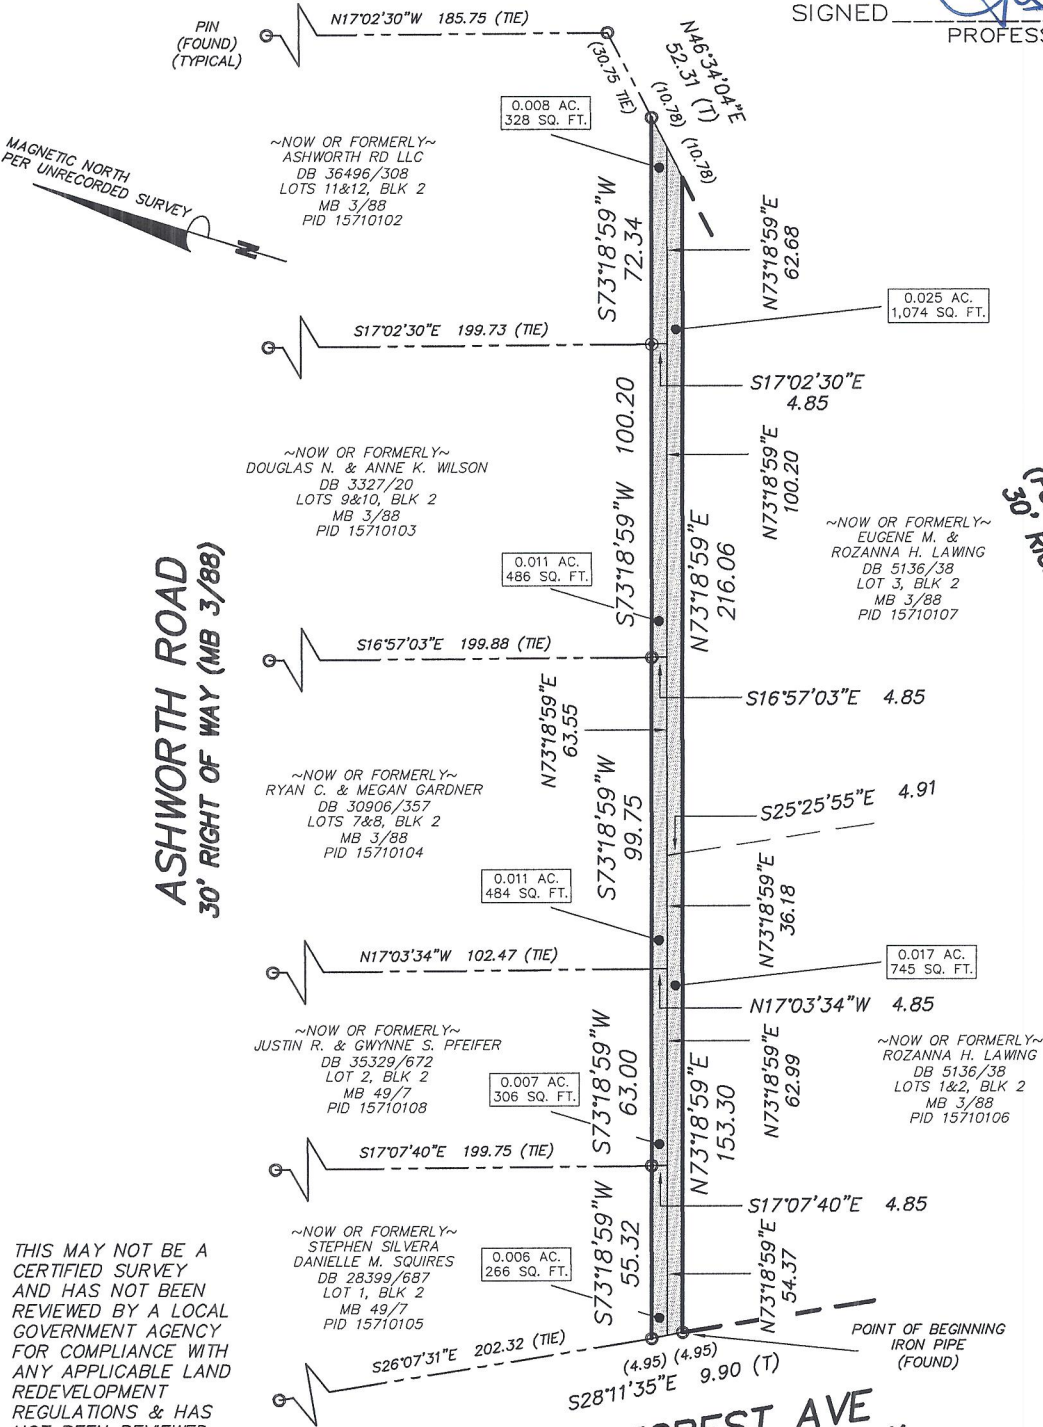 SIGNED
PROFESS
PIN
(FOUND)
(TYPICAL)
N17°02'30"W 185.75 (TIE)
(30.75 TIE)
N46°34'04"E
52.31 (T)
(10.78)
(10.78)
0.008 AC.
328 SQ. FT.
MAGNETIC NORTH
PER UNRECORDED SURVEY
N
~NOW OR FORMERLY~
ASHWORTH RD LLC
DB 36496/308
LOTS 11&12, BLK 2
MB 3/88
PID 15710102
S73°18'59"W
72.34
N73°18'59"E
62.68
0.025 AC.
1,074 SQ. FT.
S17°02'30"E 199.73 (TIE)
S17°02'30"E
4.85
~NOW OR FORMERLY~
DOUGLAS N. & ANNE K. WILSON
DB 3327/20
LOTS 9&10, BLK 2
MB 3/88
PID 15710103
S73°18'59"W 100.20
N73°18'59"E
100.20
N73°18'59"E
216.06
~NOW OR FORMERLY~
EUGENE M. &
ROZANNA H. LAWING
DB 5136/38
LOT 3, BLK 2
MB 3/88
PID 15710107
ASHWORTH ROAD
30' RIGHT OF WAY (MB 3/88)
0.011 AC.
486 SQ. FT.
S16°57'03"E 199.88 (TIE)
S16°57'03"E 4.85
N73°18'59"E
63.55
~NOW OR FORMERLY~
RYAN C. & MEGAN GARDNER
DB 30906/357
LOTS 7&8, BLK 2
MB 3/88
PID 15710104
S73°18'59"W
99.75
S25°25'55"E 4.91
0.011 AC.
484 SQ. FT.
N73°18'59"E
36.18
N17°03'34"W 102.47 (TIE)
0.017 AC.
745 SQ. FT.
N17°03'34"W 4.85
~NOW OR FORMERLY~
JUSTIN R. & GWYNNE S. PFEIFER
DB 35329/672
LOT 2, BLK 2
MB 49/7
PID 15710108
0.007 AC.
306 SQ. FT.
S73°18'59"W
63.00
N73°18'59"E
153.30
N73°18'59"E
62.99
~NOW OR FORMERLY~
ROZANNA H. LAWING
DB 5136/38
LOTS 1&2, BLK 2
MB 3/88
PID 15710106
S17°07'40"E 199.75 (TIE)
S17°07'40"E 4.85
~NOW OR FORMERLY~
STEPHEN SILVERA
DANIELLE M. SQUIRES
DB 28399/687
LOT 1, BLK 2
MB 49/7
PID 15710105
0.006 AC.
266 SQ. FT.
S73°18'59"W
55.32
N73°18'59"E
54.37
POINT OF BEGINNING
IRON PIPE
(FOUND)
S26°07'31"E 202.32 (TIE)
(4.95) (4.95)
S28°11'35"E 9.90 (T)
AVE
THIS MAY NOT BE A
CERTIFIED SURVEY
AND HAS NOT BEEN
REVIEWED BY A LOCAL
GOVERNMENT AGENCY
FOR COMPLIANCE WITH
ANY APPLICABLE LAND
REDEVELOPMENT
REGULATIONS & HAS
NOT BEEN REVIEWED
30' RIG